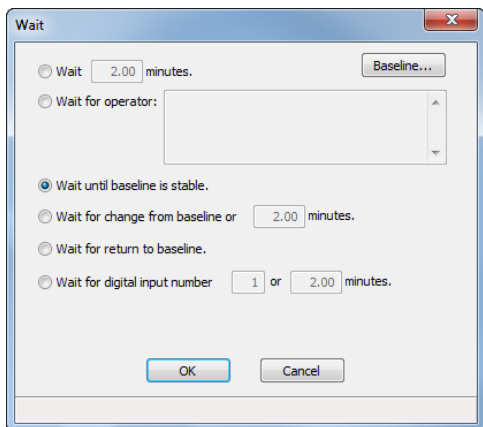 Wait
Wait 2.00 minutes. Baseline...
Wait for operator:
Wait until baseline is stable.
Wait for change from baseline or 2.00 minutes.
Wait for return to baseline.
Wait for digital input number 1 or 2.00 minutes.
OK Cancel